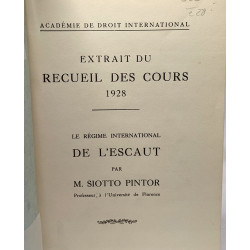 ACADÉMIE DE DROIT INTERNATIONAL
EXTRAIT DU
RECUEIL DES COURS
1928
LE RÉGIME INTERNATIONAL
DE L'ESCAUT
PAR
M. SIOTTO PINTOR
Professeur à l'Université de Florence